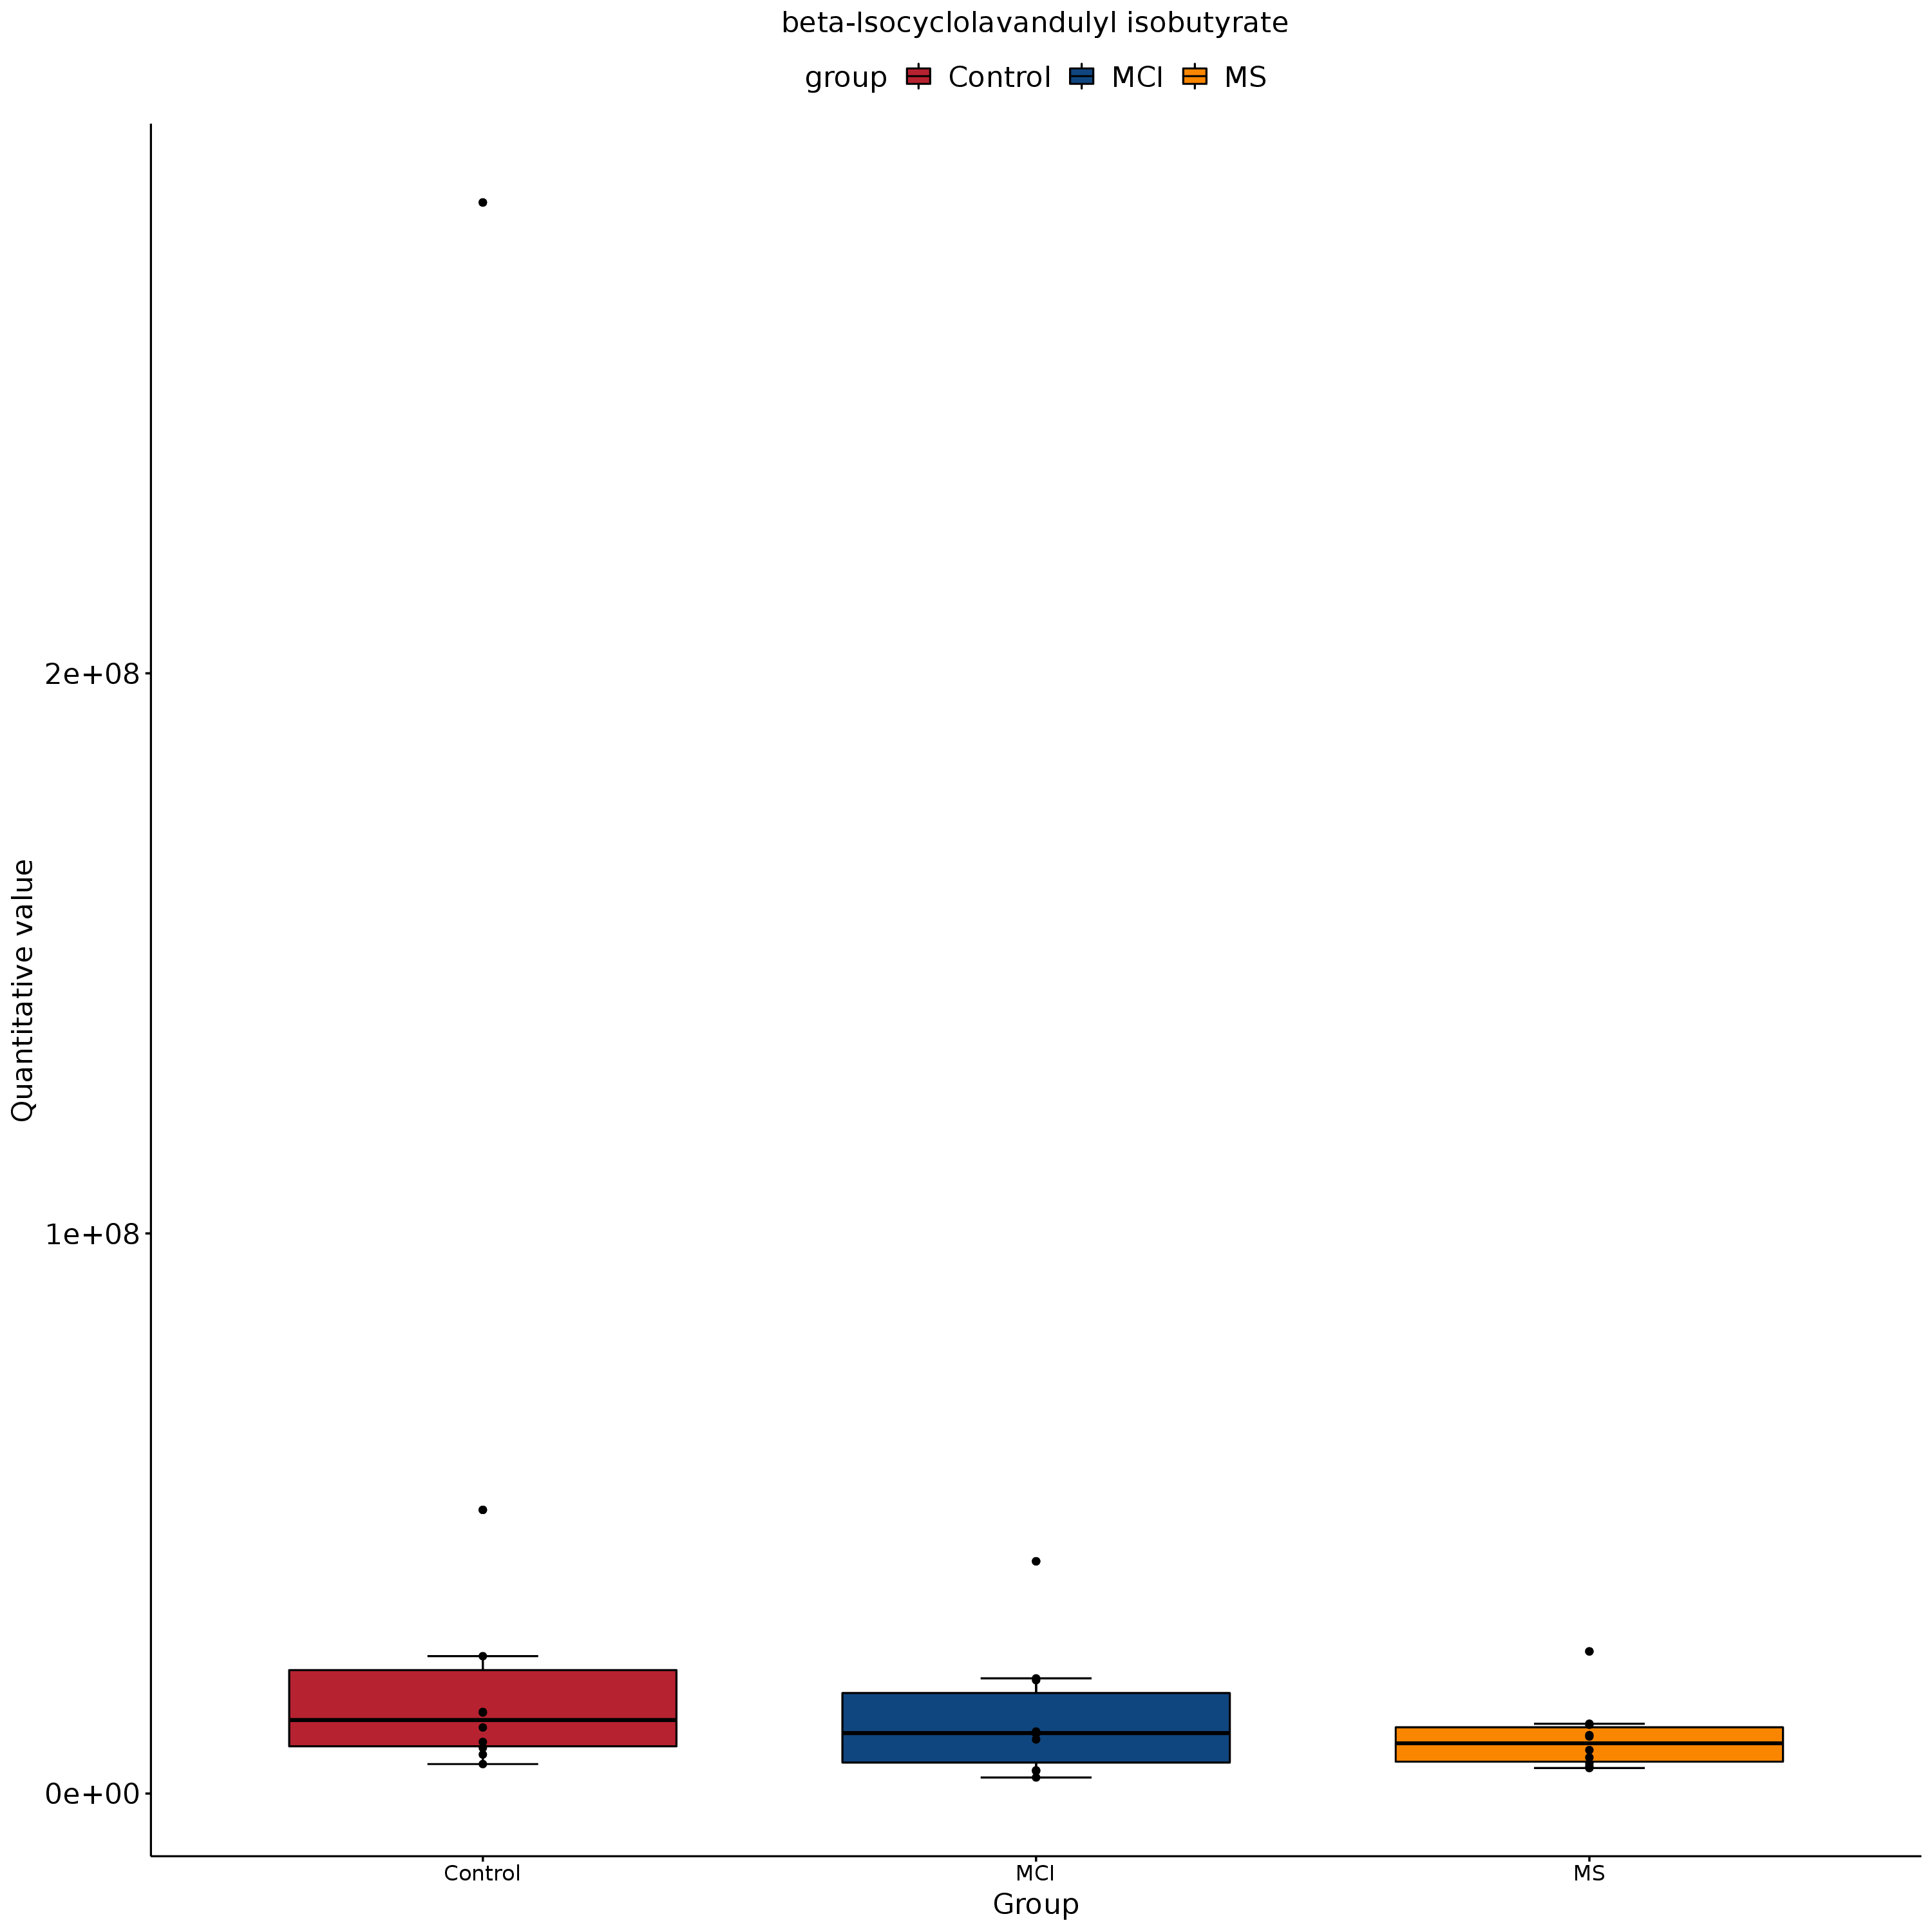 beta-Isocyclolavandulyl isobutyrate
group Control MCI MS
Quantitative value
2e+08
1e+08
0e+00
Control MCI MS
Group